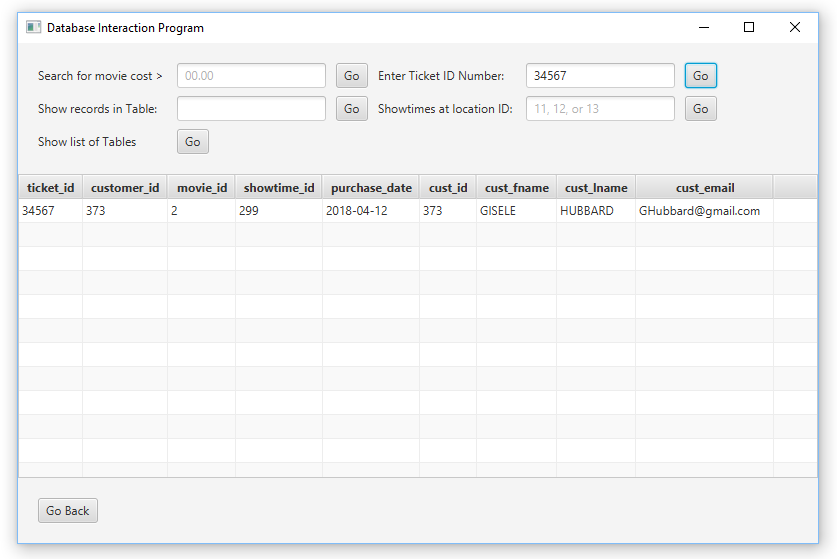 Database Interaction Program
Search for movie cost > 00.00 Go Enter Ticket ID Number: 34567 Go
Show records in Table: Go Showtimes at location ID: 11, 12, or 13 Go
Show list of Tables Go
ticket_id customer_id movie_id showtime_id purchase_date cust_id cust_fname cust_lname cust_email
34567 373 2 299 2018-04-12 373 GISELE HUBBARD GHubbard@gmail.com
Go Back